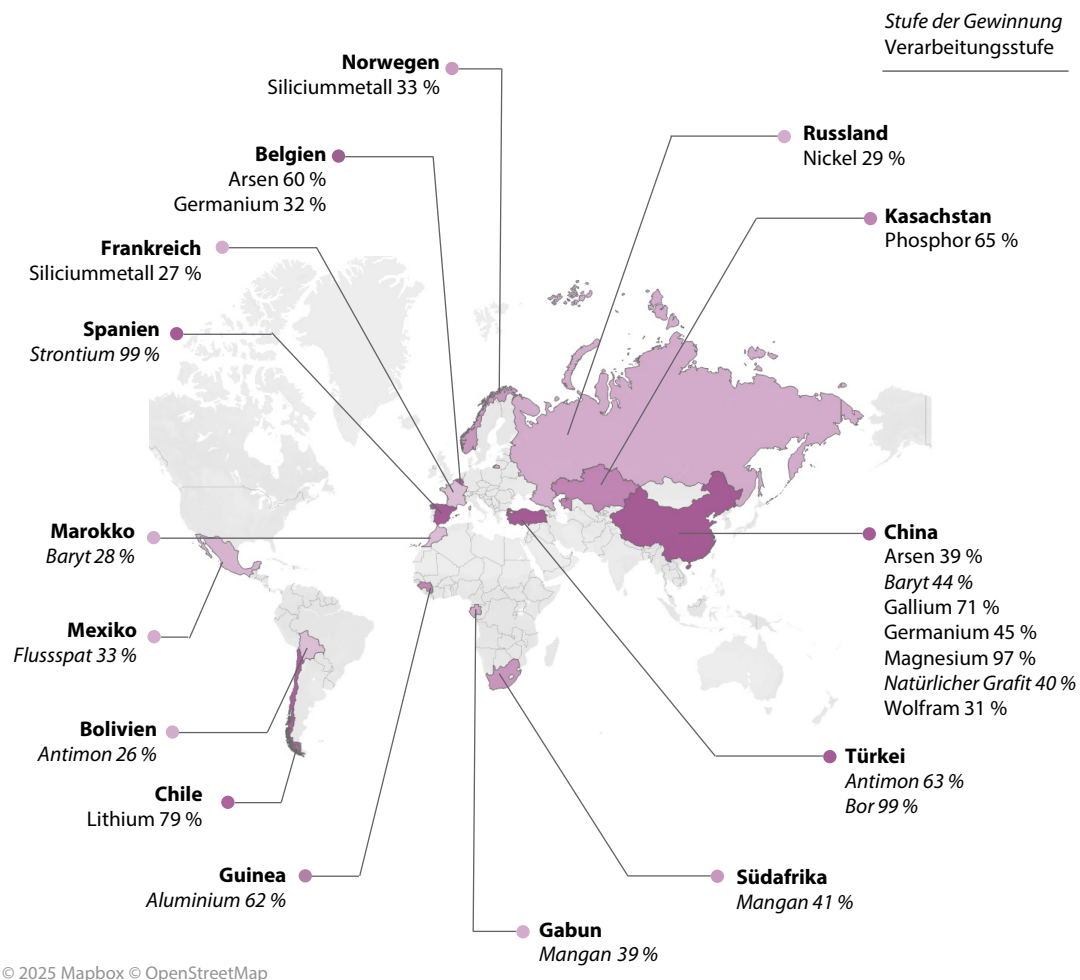 Stufe der Gewinnung
Verarbeitungsstufe
Norwegen
Siliciummetall 33 %
Russland
Nickel 29 %
Belgien
Arsen 60 %
Germanium 32 %
Kasachstan
Phosphor 65 %
Frankreich
Siliciummetall 27 %
Spanien
Strontium 99 %
Marokko
Baryt 28 %
China
Arsen 39 %
Baryt 44 %
Gallium 71 %
Germanium 45 %
Magnesium 97 %
Natürlicher Grafit 40 %
Wolfram 31 %
Mexiko
Flussspat 33 %
Bolivien
Antimon 26 %
Türkei
Antimon 63 %
Bor 99 %
Chile
Lithium 79 %
Guinea
Aluminium 62 %
Südafrika
Mangan 41 %
Gabun
Mangan 39 %
© 2025 Mapbox © OpenStreetMap